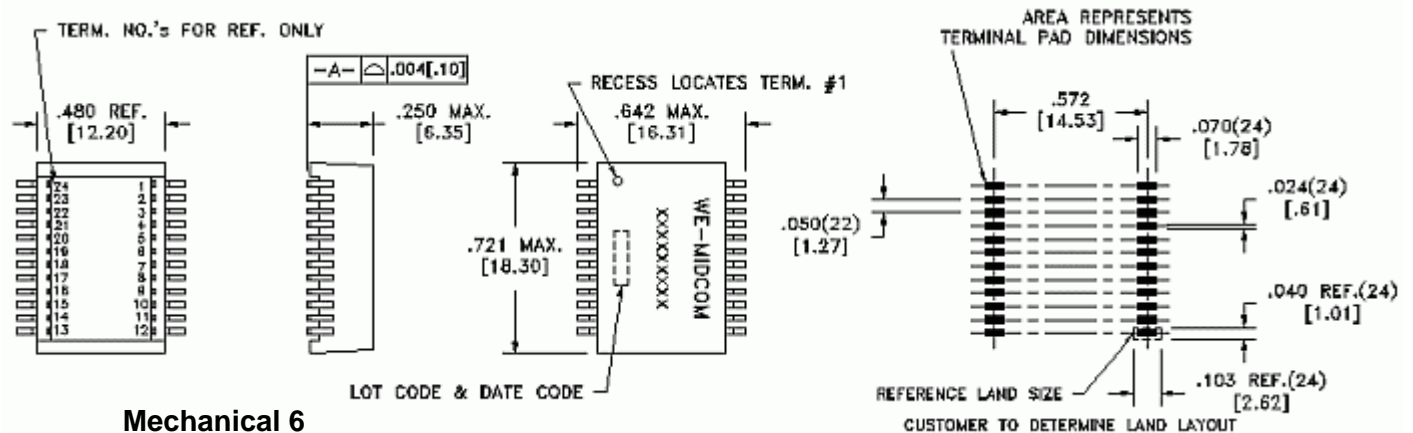 TERM. NO.'s FOR REF. ONLY
-A- .004[.10]
.480 REF.
[12.20]
.250 MAX.
[6.35]
RECESS LOCATES TERM. #1
.642 MAX.
[16.31]
.721 MAX.
[18.30]
24 1
23 2
22 3
21 4
20 5
19 6
18 7
17 8
16 9
15 10
14 11
13 12
WE-MIDCOM
XXXXXXXX
LOT CODE & DATE CODE
AREA REPRESENTS
TERMINAL PAD DIMENSIONS
.572
[14.53]
.070(24)
[1.78]
.024(24)
[.61]
.050(22)
[1.27]
.040 REF.(24)
[1.01]
REFERENCE LAND SIZE
.103 REF.(24)
[2.62]
CUSTOMER TO DETERMINE LAND LAYOUT
Mechanical 6